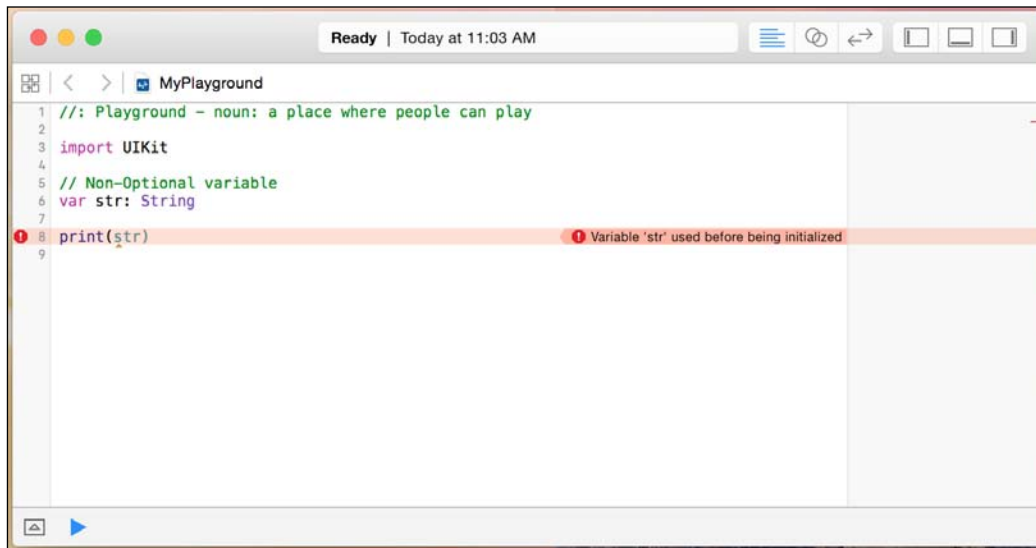 Ready | Today at 11:03 AM
MyPlayground
1 //: Playground – noun: a place where people can play
2
3 import UIKit
4
5 // Non-Optional variable
6 var str: String
7
8 print(str) Variable 'str' used before being initialized
9